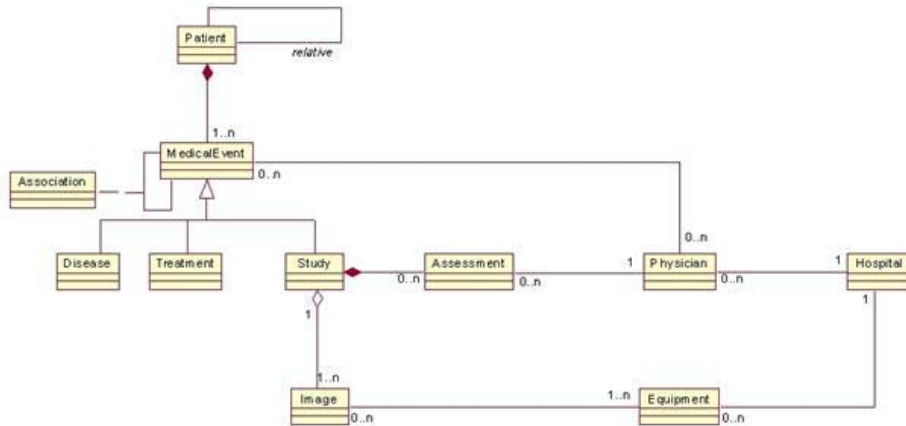 Patient
relative
1..n
MedicalEvent
0..n
Association
0..n
Disease
Treatment
Study
0..n
Assessment
0..n
1
Physician
0..n
1
Hospital
1
1
1..n
Image
0..n
1..n
Equipment
0..n